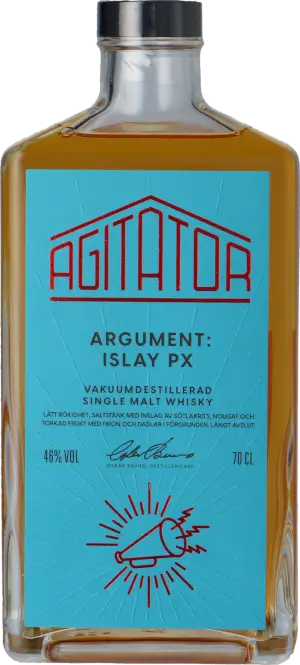 AGITATOR
ARGUMENT:
ISLAY PX
VAKUUMDESTILLERAD
SINGLE MALT WHISKY
LÄTT RÖKIGHET, SALTSTÄNK MED INSLAG AV SÖTLAKRITS, NOUGAT OCH
TORKAD FRUKT MED FIKON OCH DADLAR I FÖRGRUNDEN. LÅNGT AVSLUT.
46% VOL
70 CL
OSKAR BRUNO, DESTILLERICHEF